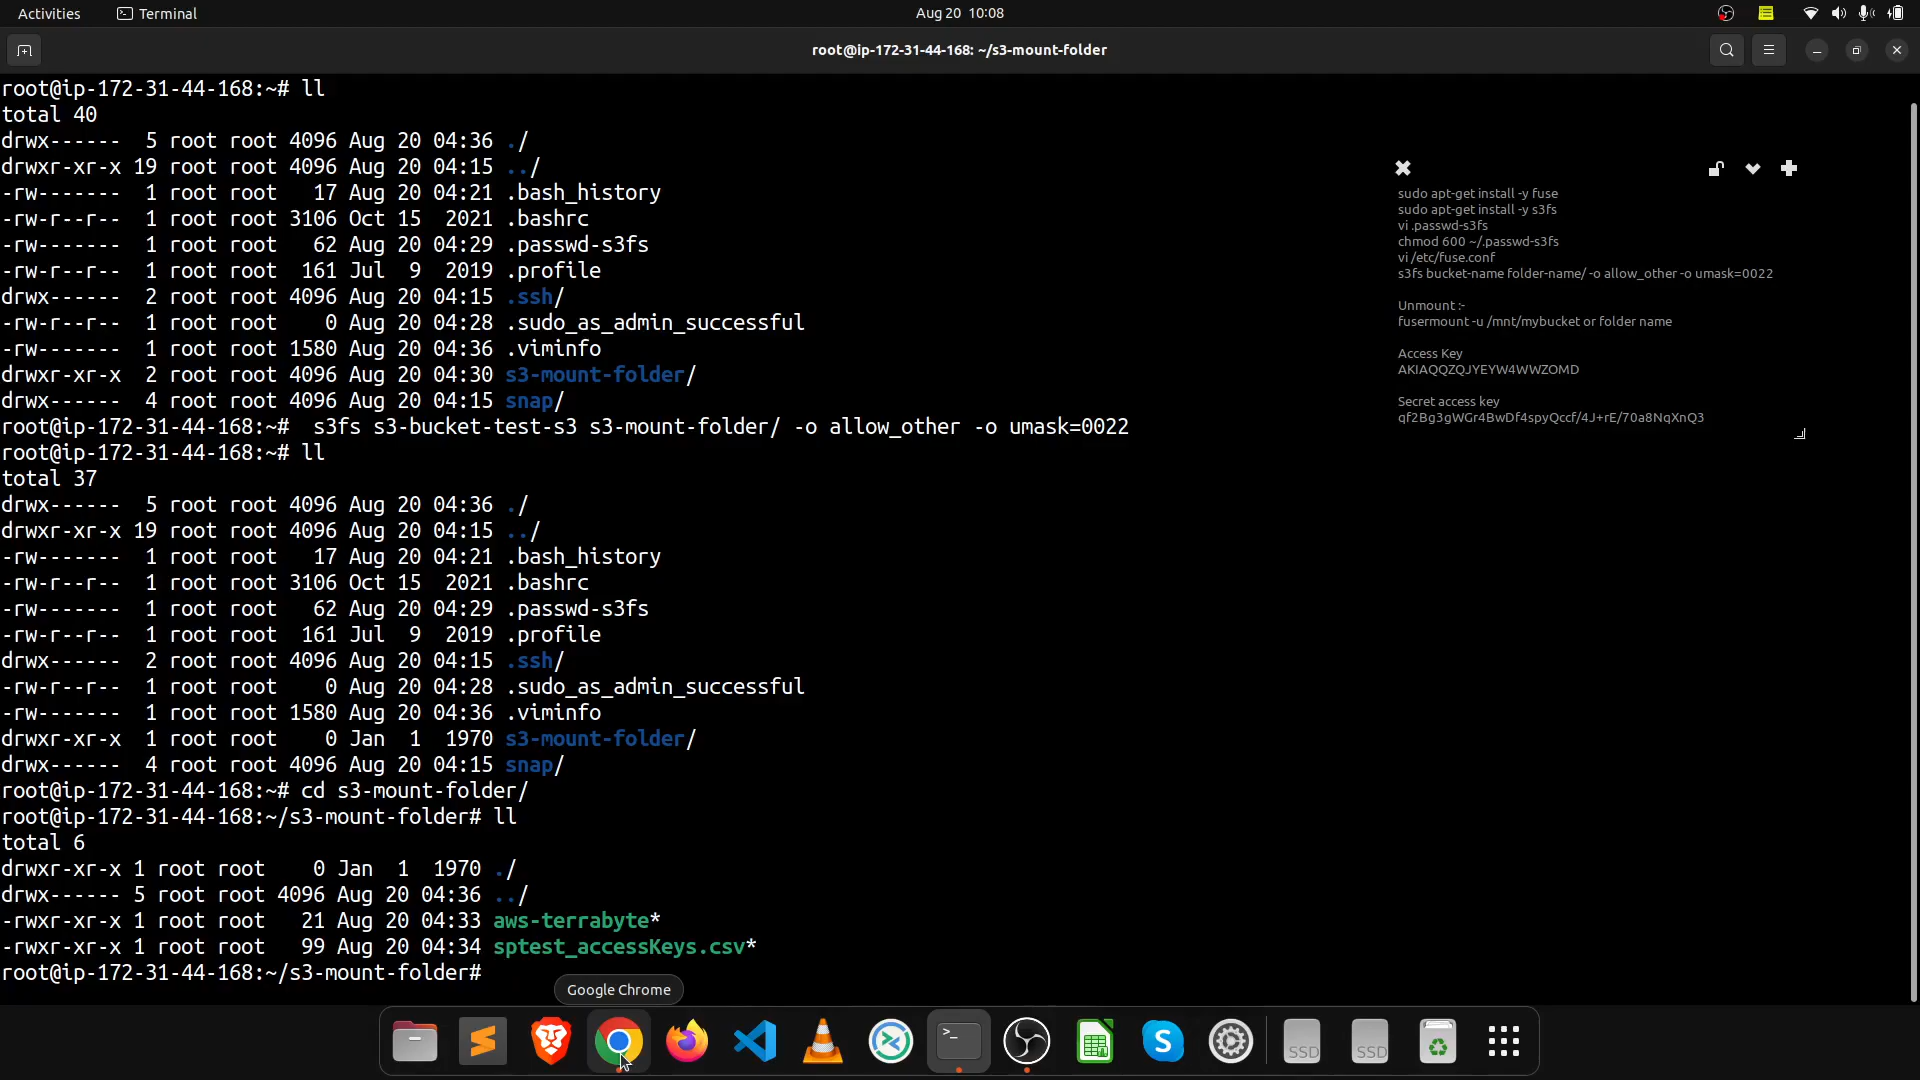 Activities
Terminal
Aug 20 10:08
root@ip-172-31-44-168: ~/s3-mount-folder
root@ip-172-31-44-168:~# ll
total 40
drwx------  5 root root 4096 Aug 20 04:36 ./
drwxr-xr-x 19 root root 4096 Aug 20 04:15 ../
-rw-------  1 root root   17 Aug 20 04:21 .bash_history
-rw-r--r--  1 root root 3106 Oct 15  2021 .bashrc
-rw-------  1 root root   62 Aug 20 04:29 .passwd-s3fs
-rw-r--r--  1 root root  161 Jul  9  2019 .profile
drwx------  2 root root 4096 Aug 20 04:15 .ssh/
-rw-r--r--  1 root root    0 Aug 20 04:28 .sudo_as_admin_successful
-rw-------  1 root root 1580 Aug 20 04:36 .viminfo
drwxr-xr-x  2 root root 4096 Aug 20 04:30 s3-mount-folder/
drwx------  4 root root 4096 Aug 20 04:15 snap/
root@ip-172-31-44-168:~#  s3fs s3-bucket-test-s3 s3-mount-folder/ -o allow_other -o umask=0022
root@ip-172-31-44-168:~# ll
total 37
drwx------  5 root root 4096 Aug 20 04:36 ./
drwxr-xr-x 19 root root 4096 Aug 20 04:15 ../
-rw-------  1 root root   17 Aug 20 04:21 .bash_history
-rw-r--r--  1 root root 3106 Oct 15  2021 .bashrc
-rw-------  1 root root   62 Aug 20 04:29 .passwd-s3fs
-rw-r--r--  1 root root  161 Jul  9  2019 .profile
drwx------  2 root root 4096 Aug 20 04:15 .ssh/
-rw-r--r--  1 root root    0 Aug 20 04:28 .sudo_as_admin_successful
-rw-------  1 root root 1580 Aug 20 04:36 .viminfo
drwxr-xr-x  1 root root    0 Jan  1  1970 s3-mount-folder/
drwx------  4 root root 4096 Aug 20 04:15 snap/
root@ip-172-31-44-168:~# cd s3-mount-folder/
root@ip-172-31-44-168:~/s3-mount-folder# ll
total 6
drwxr-xr-x 1 root root    0 Jan  1  1970 ./
drwx------ 5 root root 4096 Aug 20 04:36 ../
-rwxr-xr-x 1 root root   21 Aug 20 04:33 aws-terrabyte*
-rwxr-xr-x 1 root root   99 Aug 20 04:34 sptest_accessKeys.csv*
root@ip-172-31-44-168:~/s3-mount-folder#
sudo apt-get install -y fuse
sudo apt-get install -y s3fs
vi .passwd-s3fs
chmod 600 ~/.passwd-s3fs
vi /etc/fuse.conf
s3fs bucket-name folder-name/ -o allow_other -o umask=0022
Unmount :-
fusermount -u /mnt/mybucket or folder name
Access Key
AKIAQQZQJYEYW4WWZOMD
Secret access key
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
Google Chrome
>_
S
SSD
SSD